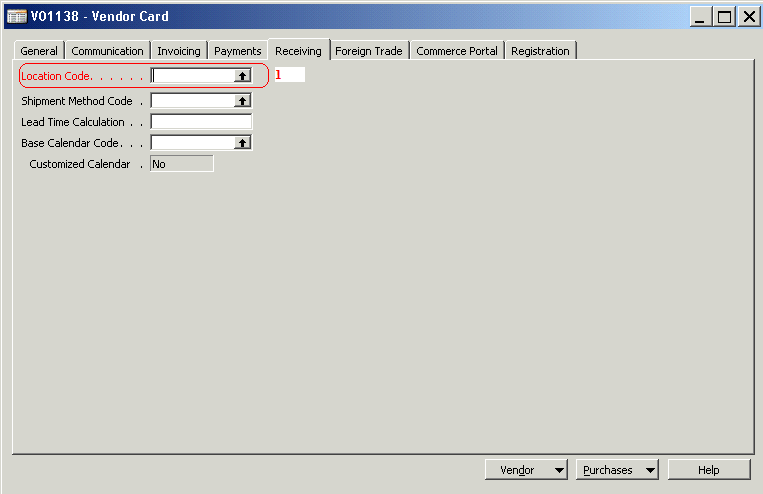 VO1138 - Vendor Card
General Communication Invoicing Payments Receiving Foreign Trade Commerce Portal Registration
Location Code. . . . . . 1
Shipment Method Code .
Lead Time Calculation . .
Base Calendar Code. . .
Customized Calendar . No
Vendor Purchases Help